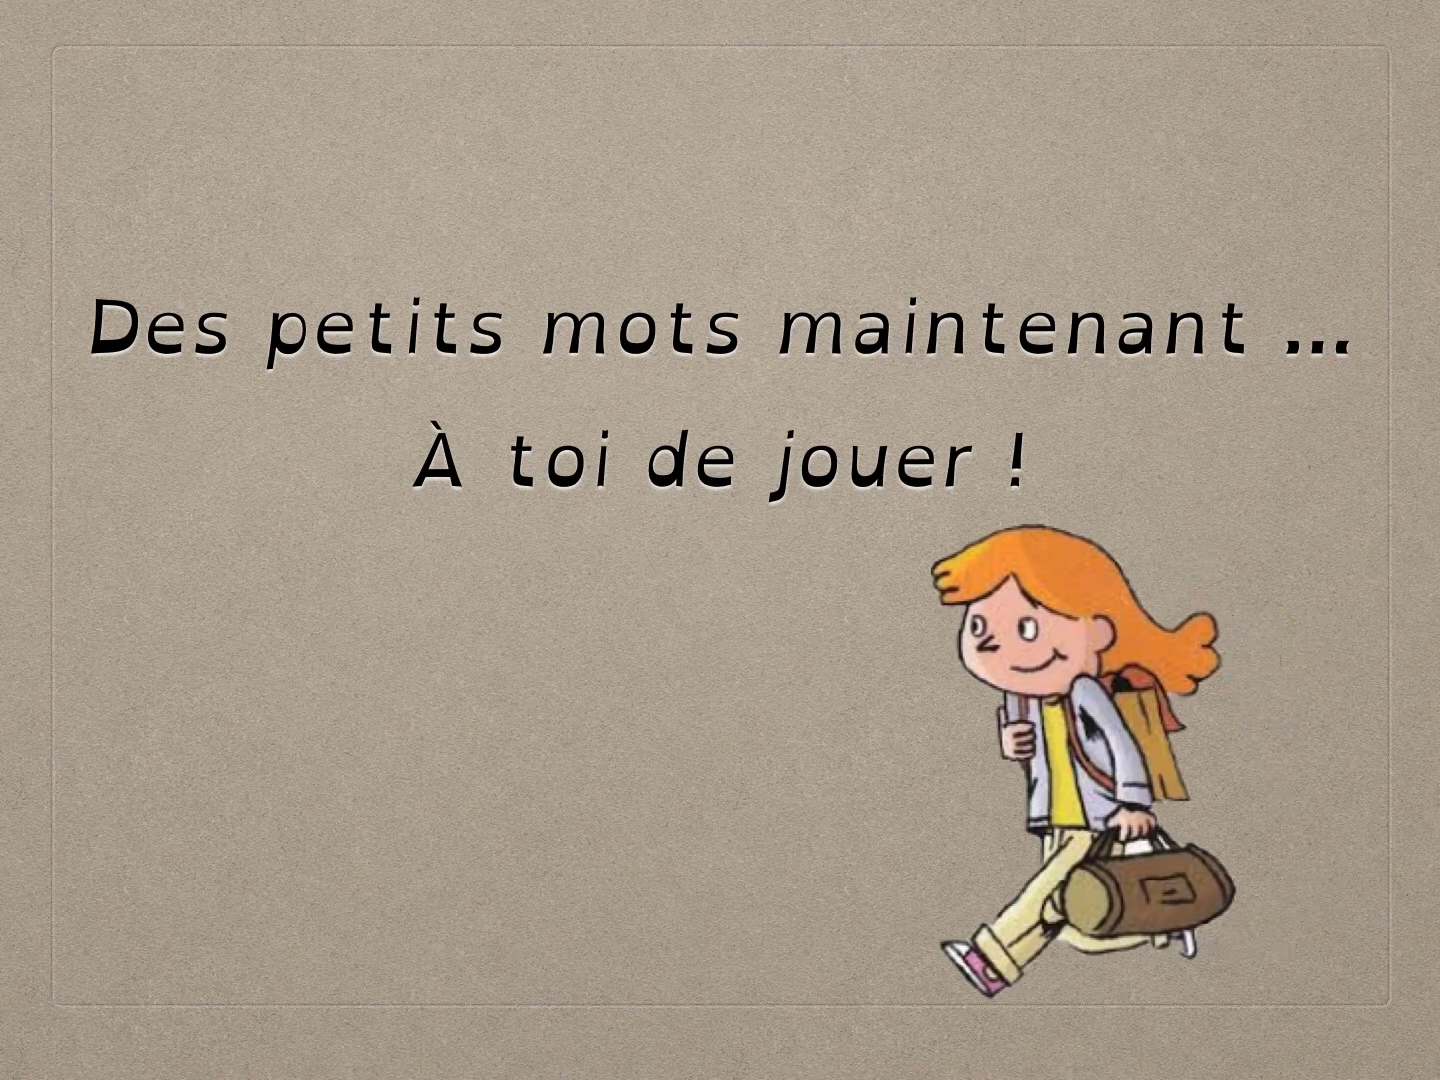 Des petits mots maintenant ...
À toi de jouer !